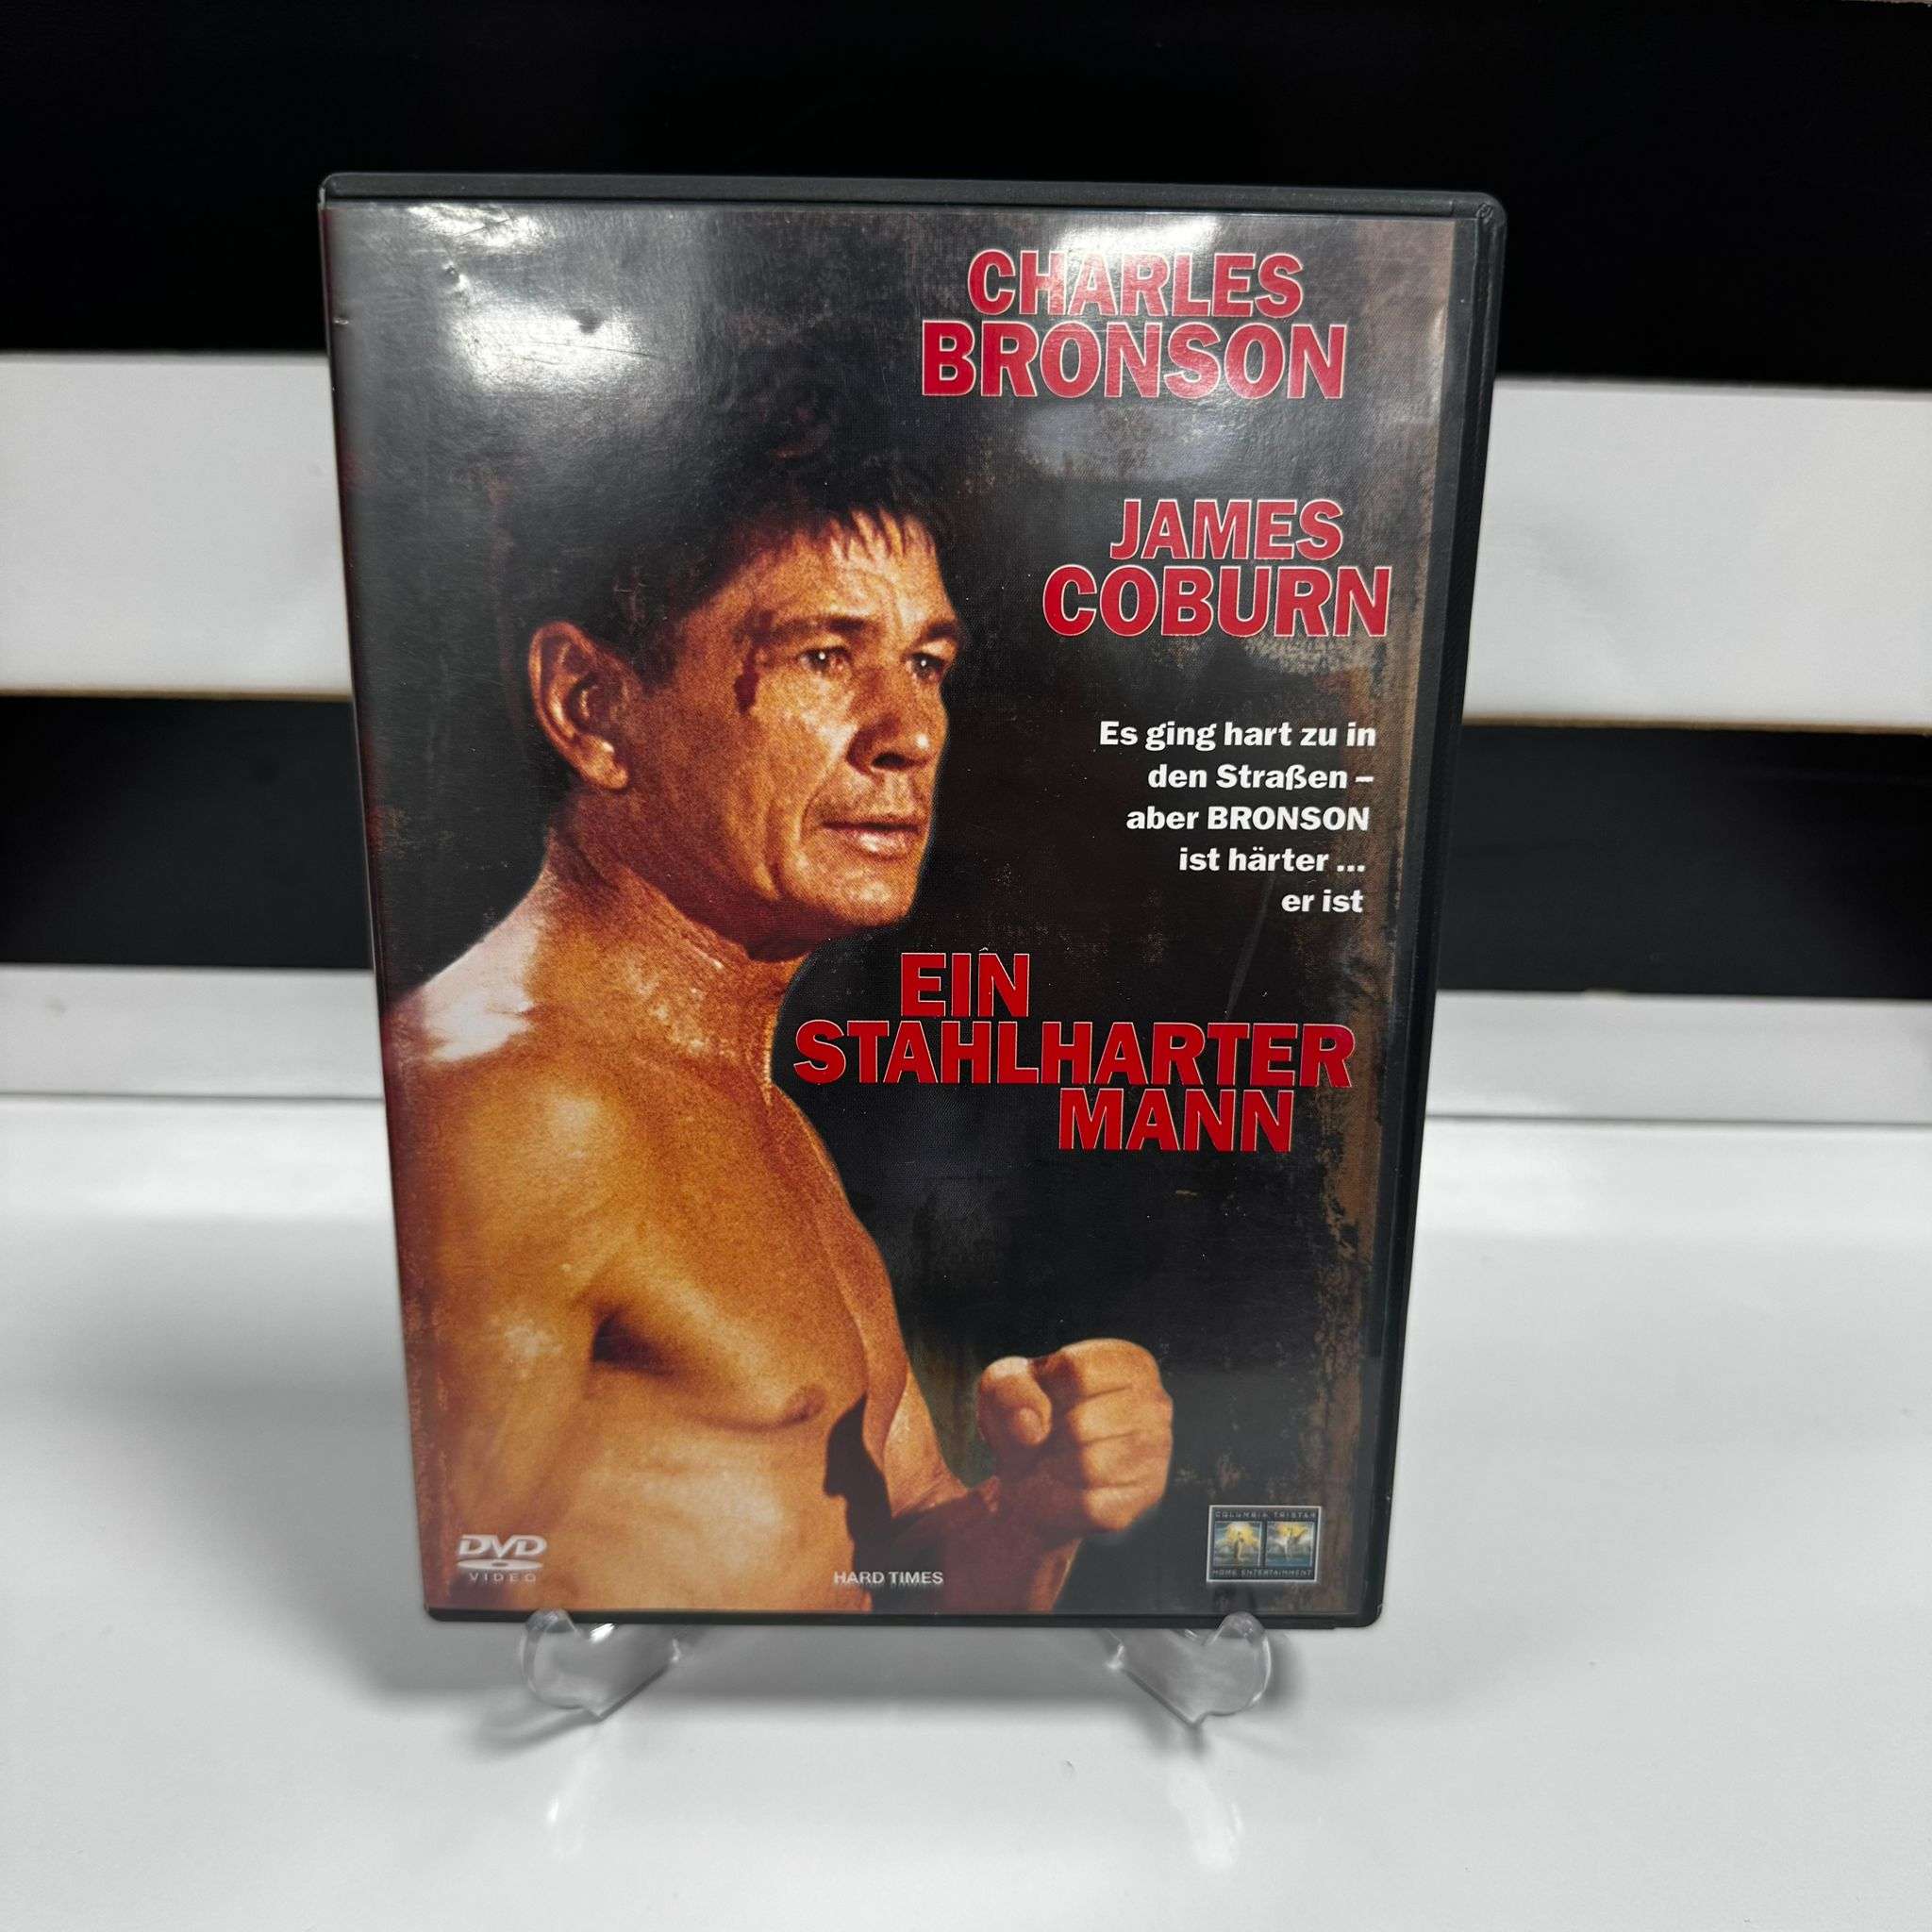 CHARLES
BRONSON
JAMES
COBURN
Es ging hart zu in
den Straßen –
aber BRONSON
ist härter ...
er ist
EIN
STAHLHARTER
MANN
DVD
VIDEO
HARD TIMES
COLUMBIA TRISTAR
HOME ENTERTAINMENT